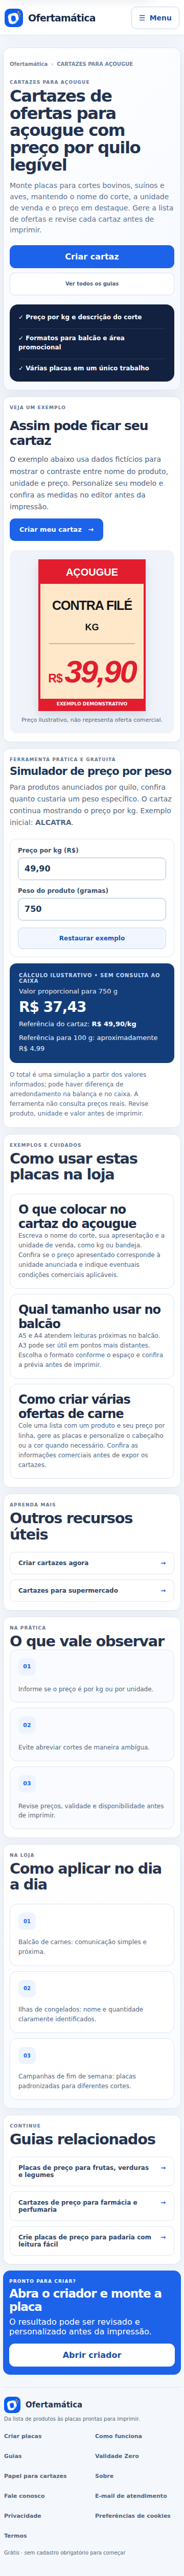 Ofertamática
☰ Menu
Ofertamática › CARTAZES PARA AÇOUGUE
CARTAZES PARA AÇOUGUE
Cartazes de
ofertas para
açougue com
preço por quilo
legível
Monte placas para cortes bovinos, suínos e
aves, mantendo o nome do corte, a unidade
de venda e o preço em destaque. Gere a lista
de ofertas e revise cada cartaz antes de
imprimir.
Criar cartaz
Ver todos os guias
✓ Preço por kg e descrição do corte
✓ Formatos para balcão e área
promocional
✓ Várias placas em um único trabalho
VEJA UM EXEMPLO
Assim pode ficar seu
cartaz
O exemplo abaixo usa dados fictícios para
mostrar o contraste entre nome do produto,
unidade e preço. Personalize seu modelo e
confira as medidas no editor antes da
impressão.
Criar meu cartaz →
AÇOUGUE
CONTRA FILÉ
KG
R$ 39,90
EXEMPLO DEMONSTRATIVO
Preço ilustrativo, não representa oferta comercial.
FERRAMENTA PRÁTICA E GRATUITA
Simulador de preço por peso
Para produtos anunciados por quilo, confira
quanto custaria um peso específico. O cartaz
continua mostrando o preço por kg. Exemplo
inicial: ALCATRA.
Preço por kg (R$)
49,90
Peso do produto (gramas)
750
Restaurar exemplo
CÁLCULO ILUSTRATIVO • SEM CONSULTA AO
CAIXA
Valor proporcional para 750 g
R$ 37,43
Referência do cartaz: R$ 49,90/kg
Referência para 100 g: aproximadamente
R$ 4,99
O total é uma simulação a partir dos valores
informados; pode haver diferença de
arredondamento na balança e no caixa. A
ferramenta não consulta preços reais. Revise
produto, unidade e valor antes de imprimir.
EXEMPLOS E CUIDADOS
Como usar estas
placas na loja
O que colocar no
cartaz do açougue
Escreva o nome do corte, sua apresentação e a
unidade de venda, como kg ou bandeja.
Confira se o preço apresentado corresponde à
unidade anunciada e indique eventuais
condições comerciais aplicáveis.
Qual tamanho usar no
balcão
A5 e A4 atendem leituras próximas no balcão.
A3 pode ser útil em pontos mais distantes.
Escolha o formato conforme o espaço e confira
a prévia antes de imprimir.
Como criar várias
ofertas de carne
Cole uma lista com um produto e seu preço por
linha, gere as placas e personalize o cabeçalho
ou a cor quando necessário. Confira as
informações comerciais antes de expor os
cartazes.
APRENDA MAIS
Outros recursos
úteis
Criar cartazes agora →
Cartazes para supermercado →
NA PRÁTICA
O que vale observar
01
Informe se o preço é por kg ou por unidade.
02
Evite abreviar cortes de maneira ambígua.
03
Revise preços, validade e disponibilidade antes
de imprimir.
NA LOJA
Como aplicar no dia
a dia
01
Balcão de carnes: comunicação simples e
próxima.
02
Ilhas de congelados: nome e quantidade
claramente identificados.
03
Campanhas de fim de semana: placas
padronizadas para diferentes cortes.
CONTINUE
Guias relacionados
Placas de preço para frutas, verduras →
e legumes
Cartazes de preço para farmácia e →
perfumaria
Crie placas de preço para padaria com →
leitura fácil
PRONTO PARA CRIAR?
Abra o criador e monte a
placa
O resultado pode ser revisado e
personalizado antes da impressão.
Abrir criador
Ofertamática
Da lista de produtos às placas prontas para imprimir.
Criar placas
Como funciona
Guias
Validade Zero
Papel para cartazes
Sobre
Fale conosco
E-mail de atendimento
Privacidade
Preferências de cookies
Termos
Grátis · sem cadastro obrigatório para começar